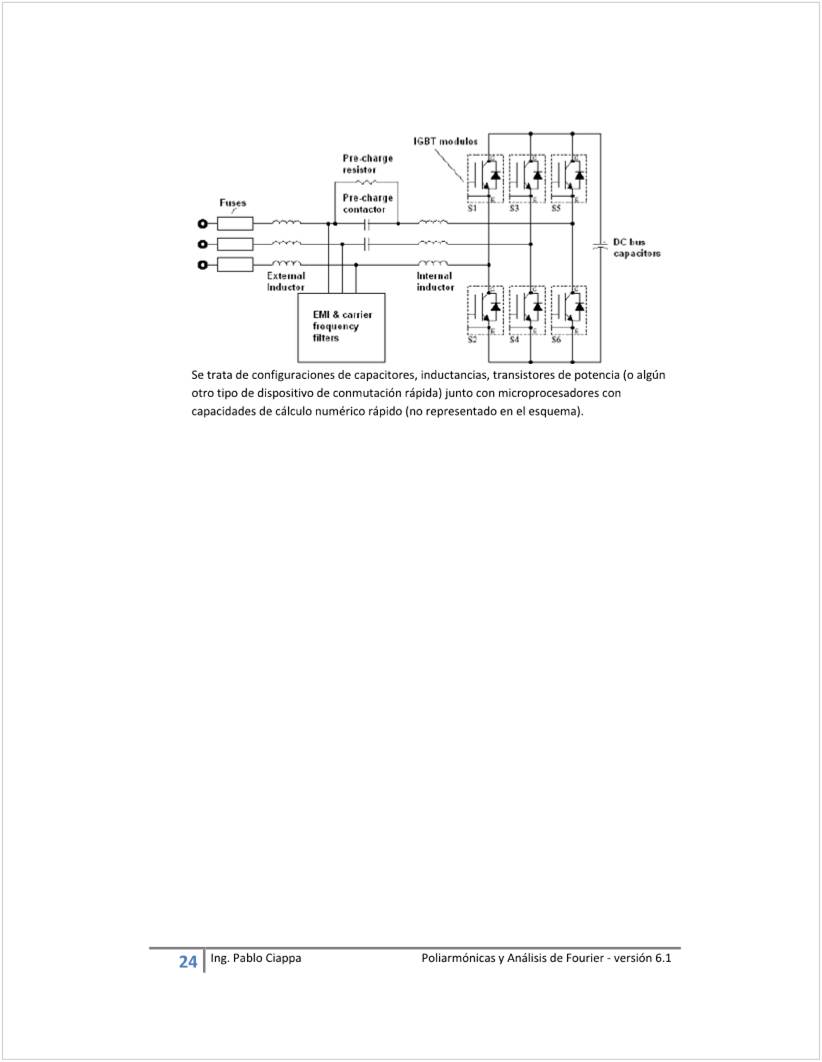 IGBT modulos
Pre-charge
resistor
Pre-charge
contactor
Fuses
S1
S3
S5
DC bus
capacitors
External
Inductor
Internal
inductor
EMI & carrier
frequency
filters
S2
S4
S6
Se trata de configuraciones de capacitores, inductancias, transistores de potencia (o algún
otro tipo de dispositivo de conmutación rápida) junto con microprocesadores con
capacidades de cálculo numérico rápido (no representado en el esquema).
24 Ing. Pablo Ciappa Poliarmónicas y Análisis de Fourier - versión 6.1